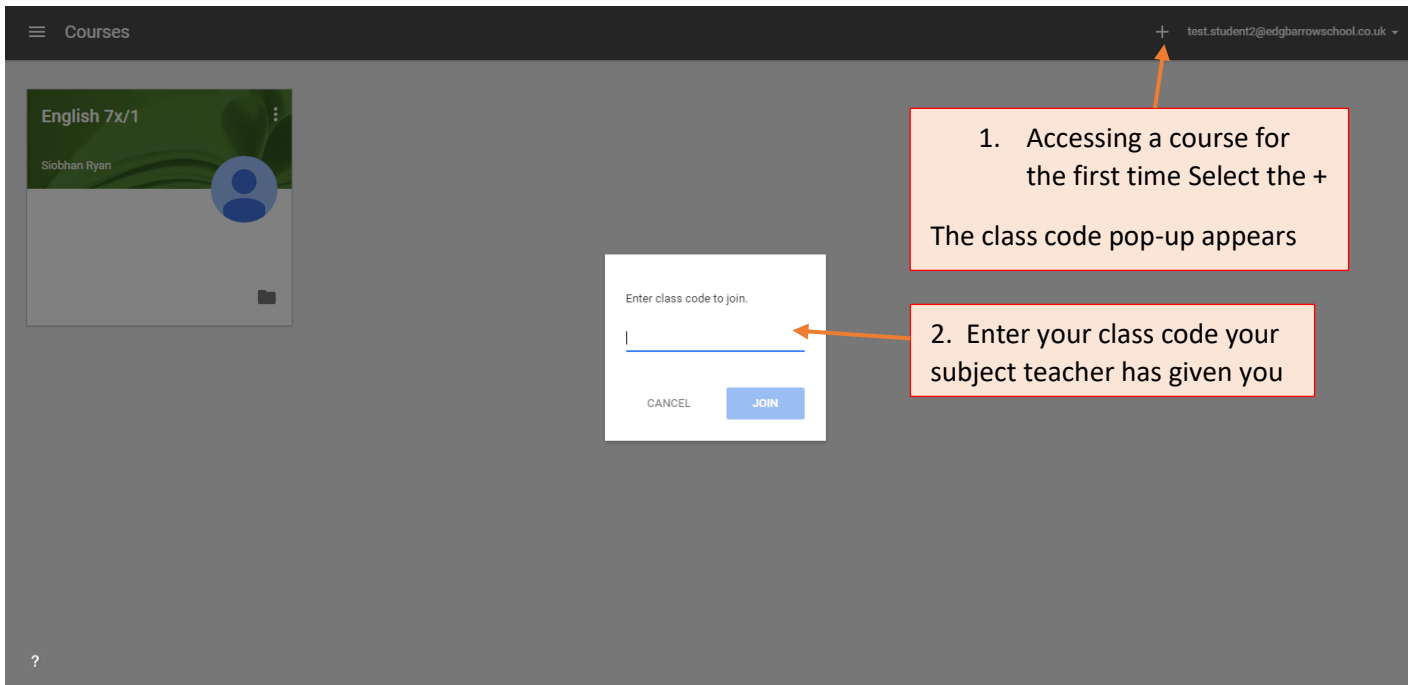 Courses
+ test.student2@edgbarrowschool.co.uk
English 7x/1
Siobhan Ryan
1. Accessing a course for
the first time Select the +
The class code pop-up appears
Enter class code to join.
2. Enter your class code your
subject teacher has given you
CANCEL JOIN
?